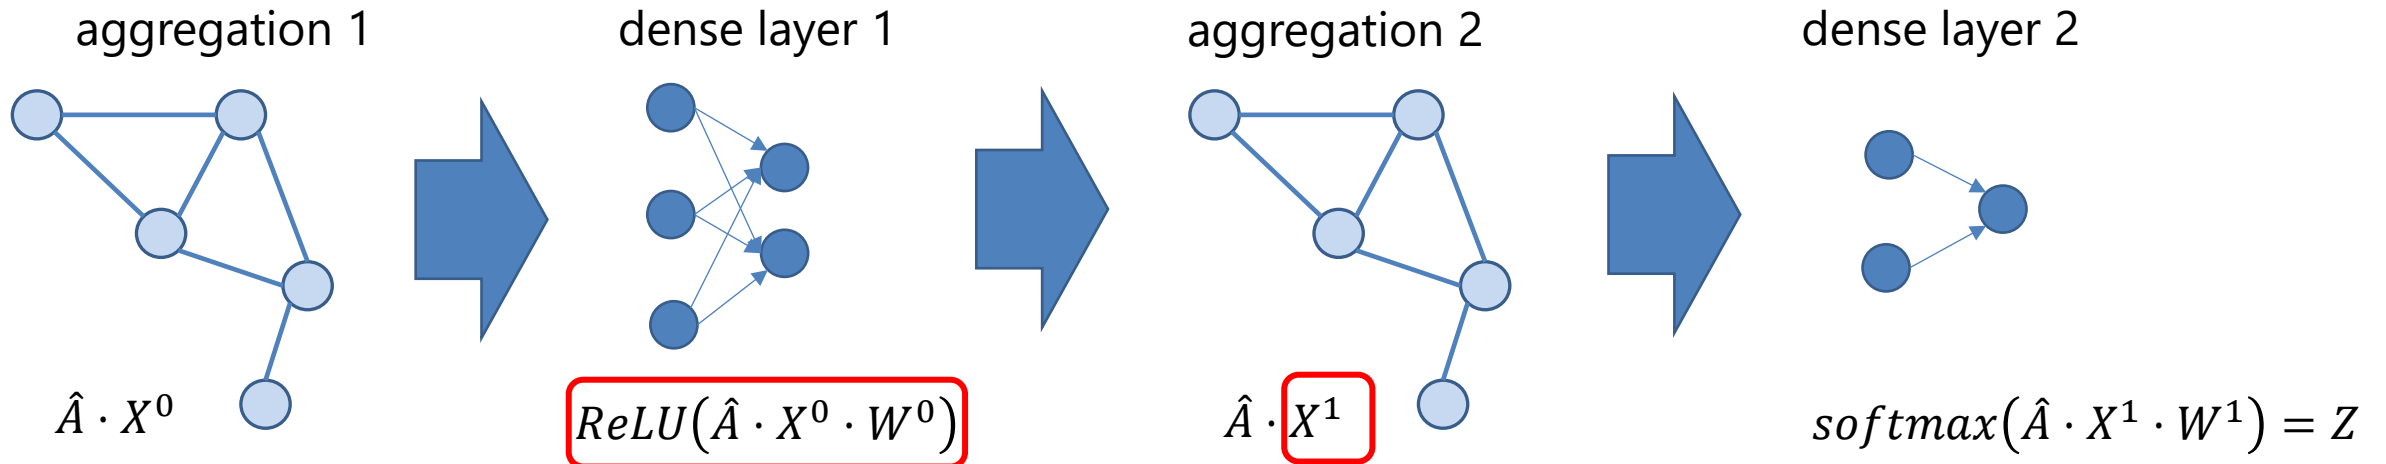 aggregation 1
dense layer 1
aggregation 2
dense layer 2
Â · X⁰
ReLU(Â · X⁰ · W⁰)
Â · X¹
softmax(Â · X¹ · W¹) = Z